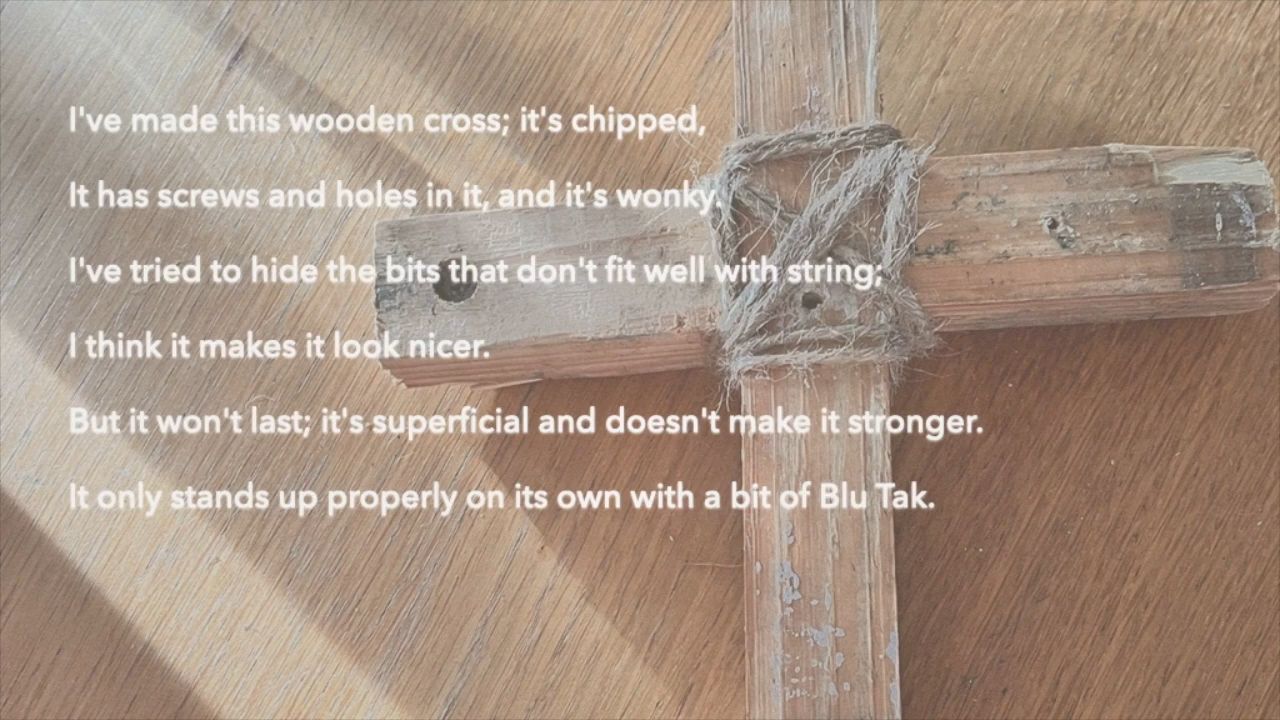 I've made this wooden cross; it's chipped,
It has screws and holes in it, and it's wonky.
I've tried to hide the bits that don't fit well with string;
I think it makes it look nicer.
But it won't last; it's superficial and doesn't make it stronger.
It only stands up properly on its own with a bit of Blu Tak.